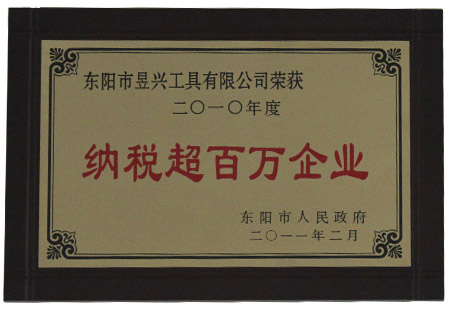 东阳市昱兴工具有限公司荣获
二〇一〇年度
纳税超百万企业
东阳市人民政府
二〇一一年二月